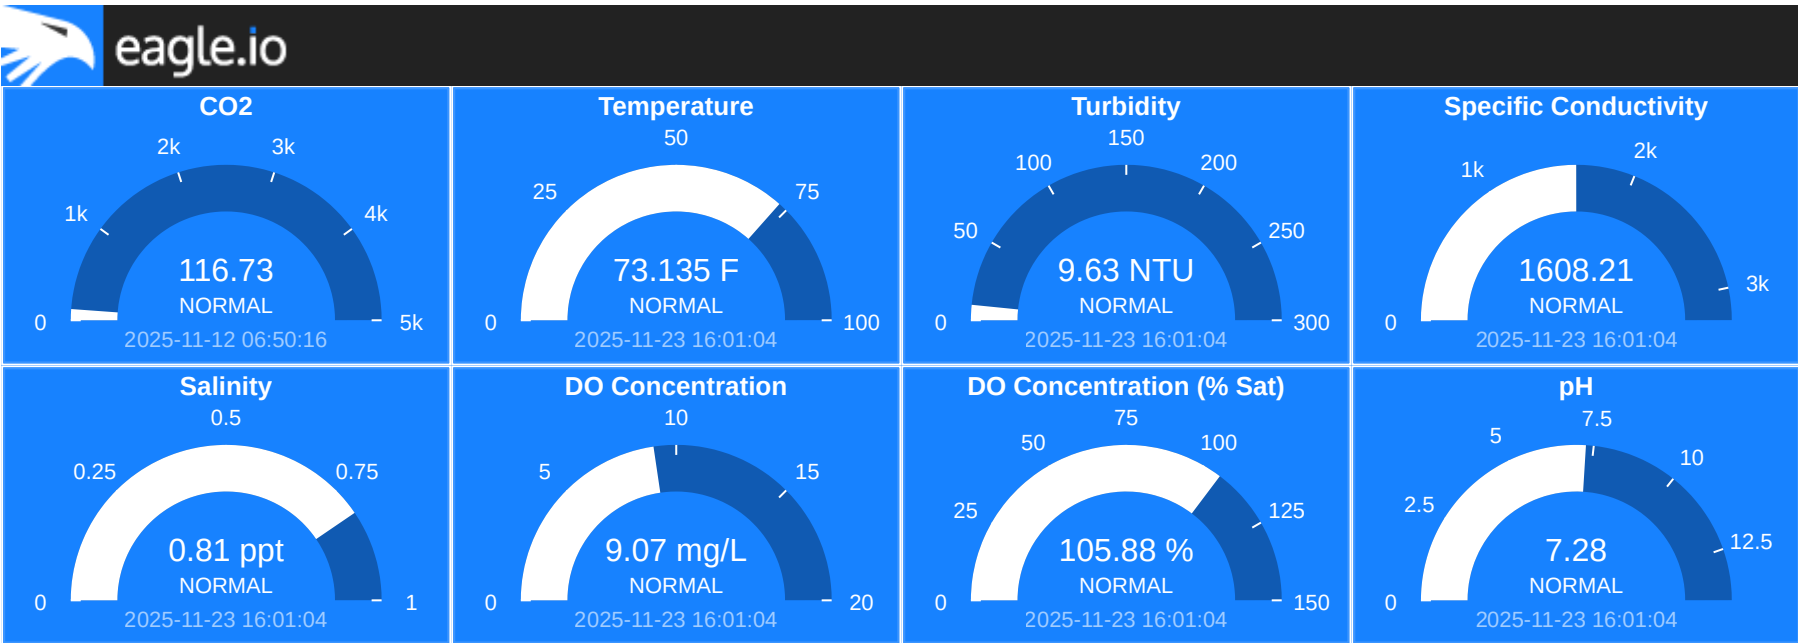 eagle.io
CO2
0
1k
2k
3k
4k
5k
116.73
NORMAL
2025-11-12 06:50:16
Temperature
0
25
50
75
100
73.135 F
NORMAL
2025-11-23 16:01:04
Turbidity
0
50
100
150
200
250
300
9.63 NTU
NORMAL
2025-11-23 16:01:04
Specific Conductivity
0
1k
2k
3k
1608.21
NORMAL
2025-11-23 16:01:04
Salinity
0
0.25
0.5
0.75
1
0.81 ppt
NORMAL
2025-11-23 16:01:04
DO Concentration
0
5
10
15
20
9.07 mg/L
NORMAL
2025-11-23 16:01:04
DO Concentration (% Sat)
0
25
50
75
100
125
150
105.88 %
NORMAL
2025-11-23 16:01:04
pH
0
2.5
5
7.5
10
12.5
7.28
NORMAL
2025-11-23 16:01:04